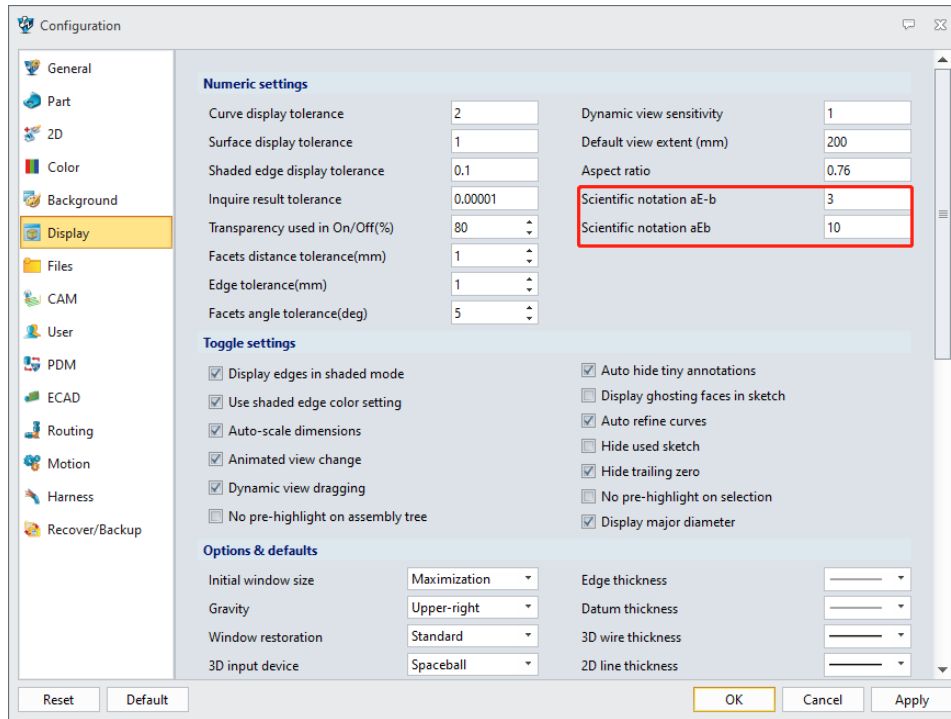 Configuration
General
Part
2D
Color
Background
Display
Files
CAM
User
PDM
ECAD
Routing
Motion
Harness
Recover/Backup
Numeric settings
Curve display tolerance 2 Dynamic view sensitivity 1
Surface display tolerance 1 Default view extent (mm) 200
Shaded edge display tolerance 0.1 Aspect ratio 0.76
Inquire result tolerance 0.00001 Scientific notation aE-b 3
Transparency used in On/Off(%) 80 Scientific notation aEb 10
Facets distance tolerance(mm) 1
Edge tolerance(mm) 1
Facets angle tolerance(deg) 5
Toggle settings
Display edges in shaded mode Auto hide tiny annotations
Use shaded edge color setting Display ghosting faces in sketch
Auto-scale dimensions Auto refine curves
Animated view change Hide used sketch
Dynamic view dragging Hide trailing zero
No pre-highlight on assembly tree No pre-highlight on selection
Display major diameter
Options & defaults
Initial window size Maximization Edge thickness
Gravity Upper-right Datum thickness
Window restoration Standard 3D wire thickness
3D input device Spaceball 2D line thickness
Reset Default OK Cancel Apply